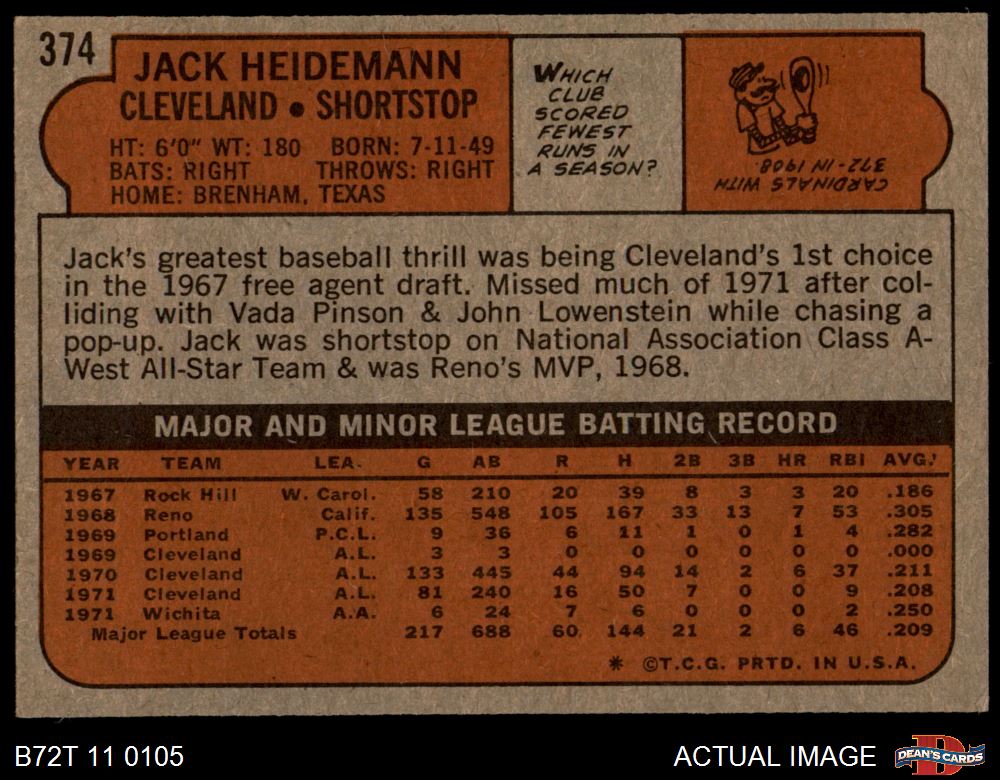 374
JACK HEIDEMANN
CLEVELAND • SHORTSTOP
HT: 6'0" WT: 180 BORN: 7-11-49
BATS: RIGHT THROWS: RIGHT
HOME: BRENHAM, TEXAS
WHICH
CLUB
SCORED
FEWEST
RUNS IN
A SEASON?
CARDINALS WITH
372 IN 1908
Jack's greatest baseball thrill was being Cleveland's 1st choice
in the 1967 free agent draft. Missed much of 1971 after col-
liding with Vada Pinson & John Lowenstein while chasing a
pop-up. Jack was shortstop on National Association Class A-
West All-Star Team & was Reno's MVP, 1968.
MAJOR AND MINOR LEAGUE BATTING RECORD
YEAR TEAM LEA. G AB R H 2B 3B HR RBI AVG.
1967 Rock Hill W. Carol. 58 210 20 39 8 3 3 20 .186
1968 Reno Calif. 135 548 105 167 33 13 7 53 .305
1969 Portland P.C.L. 9 36 6 11 1 0 1 4 .282
1969 Cleveland A.L. 3 3 0 0 0 0 0 0 .000
1970 Cleveland A.L. 133 445 44 94 14 2 6 37 .211
1971 Cleveland A.L. 81 240 16 50 7 0 0 9 .208
1971 Wichita A.A. 6 24 7 6 0 0 0 2 .250
Major League Totals 217 688 60 144 21 2 6 46 .209
* ©T.C.G. PRTD. IN U.S.A.
B72T 11 0105
ACTUAL IMAGE
D
DEAN'S CARDS